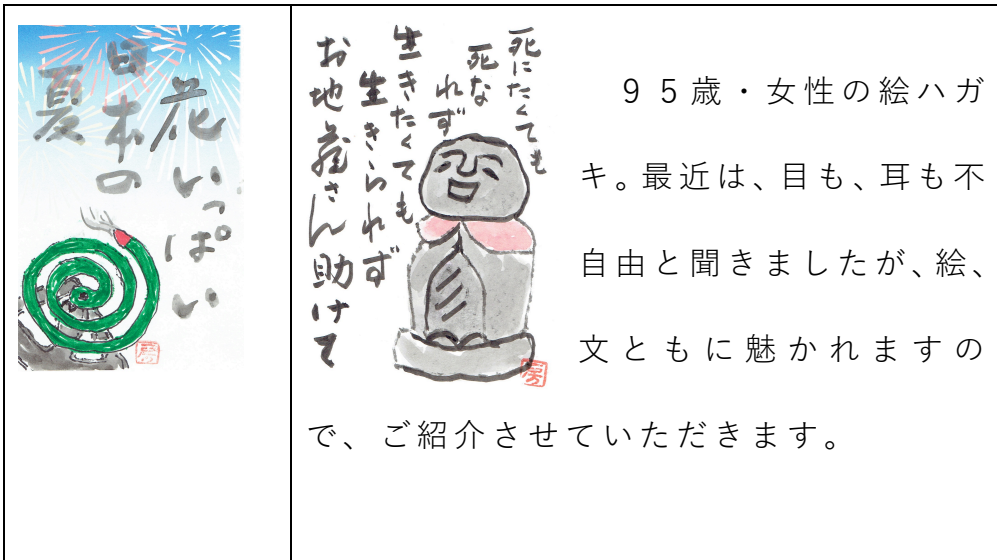 花いっぱい
日本の
夏
死にたくても
死な
れず
生きたくても
生きられず
お地蔵さん助けて
95歳・女性の絵ハガ
キ。最近は、目も、耳も不
自由と聞きましたが、絵、
文ともに魅かれますの
で、ご紹介させていただきます。
房
房